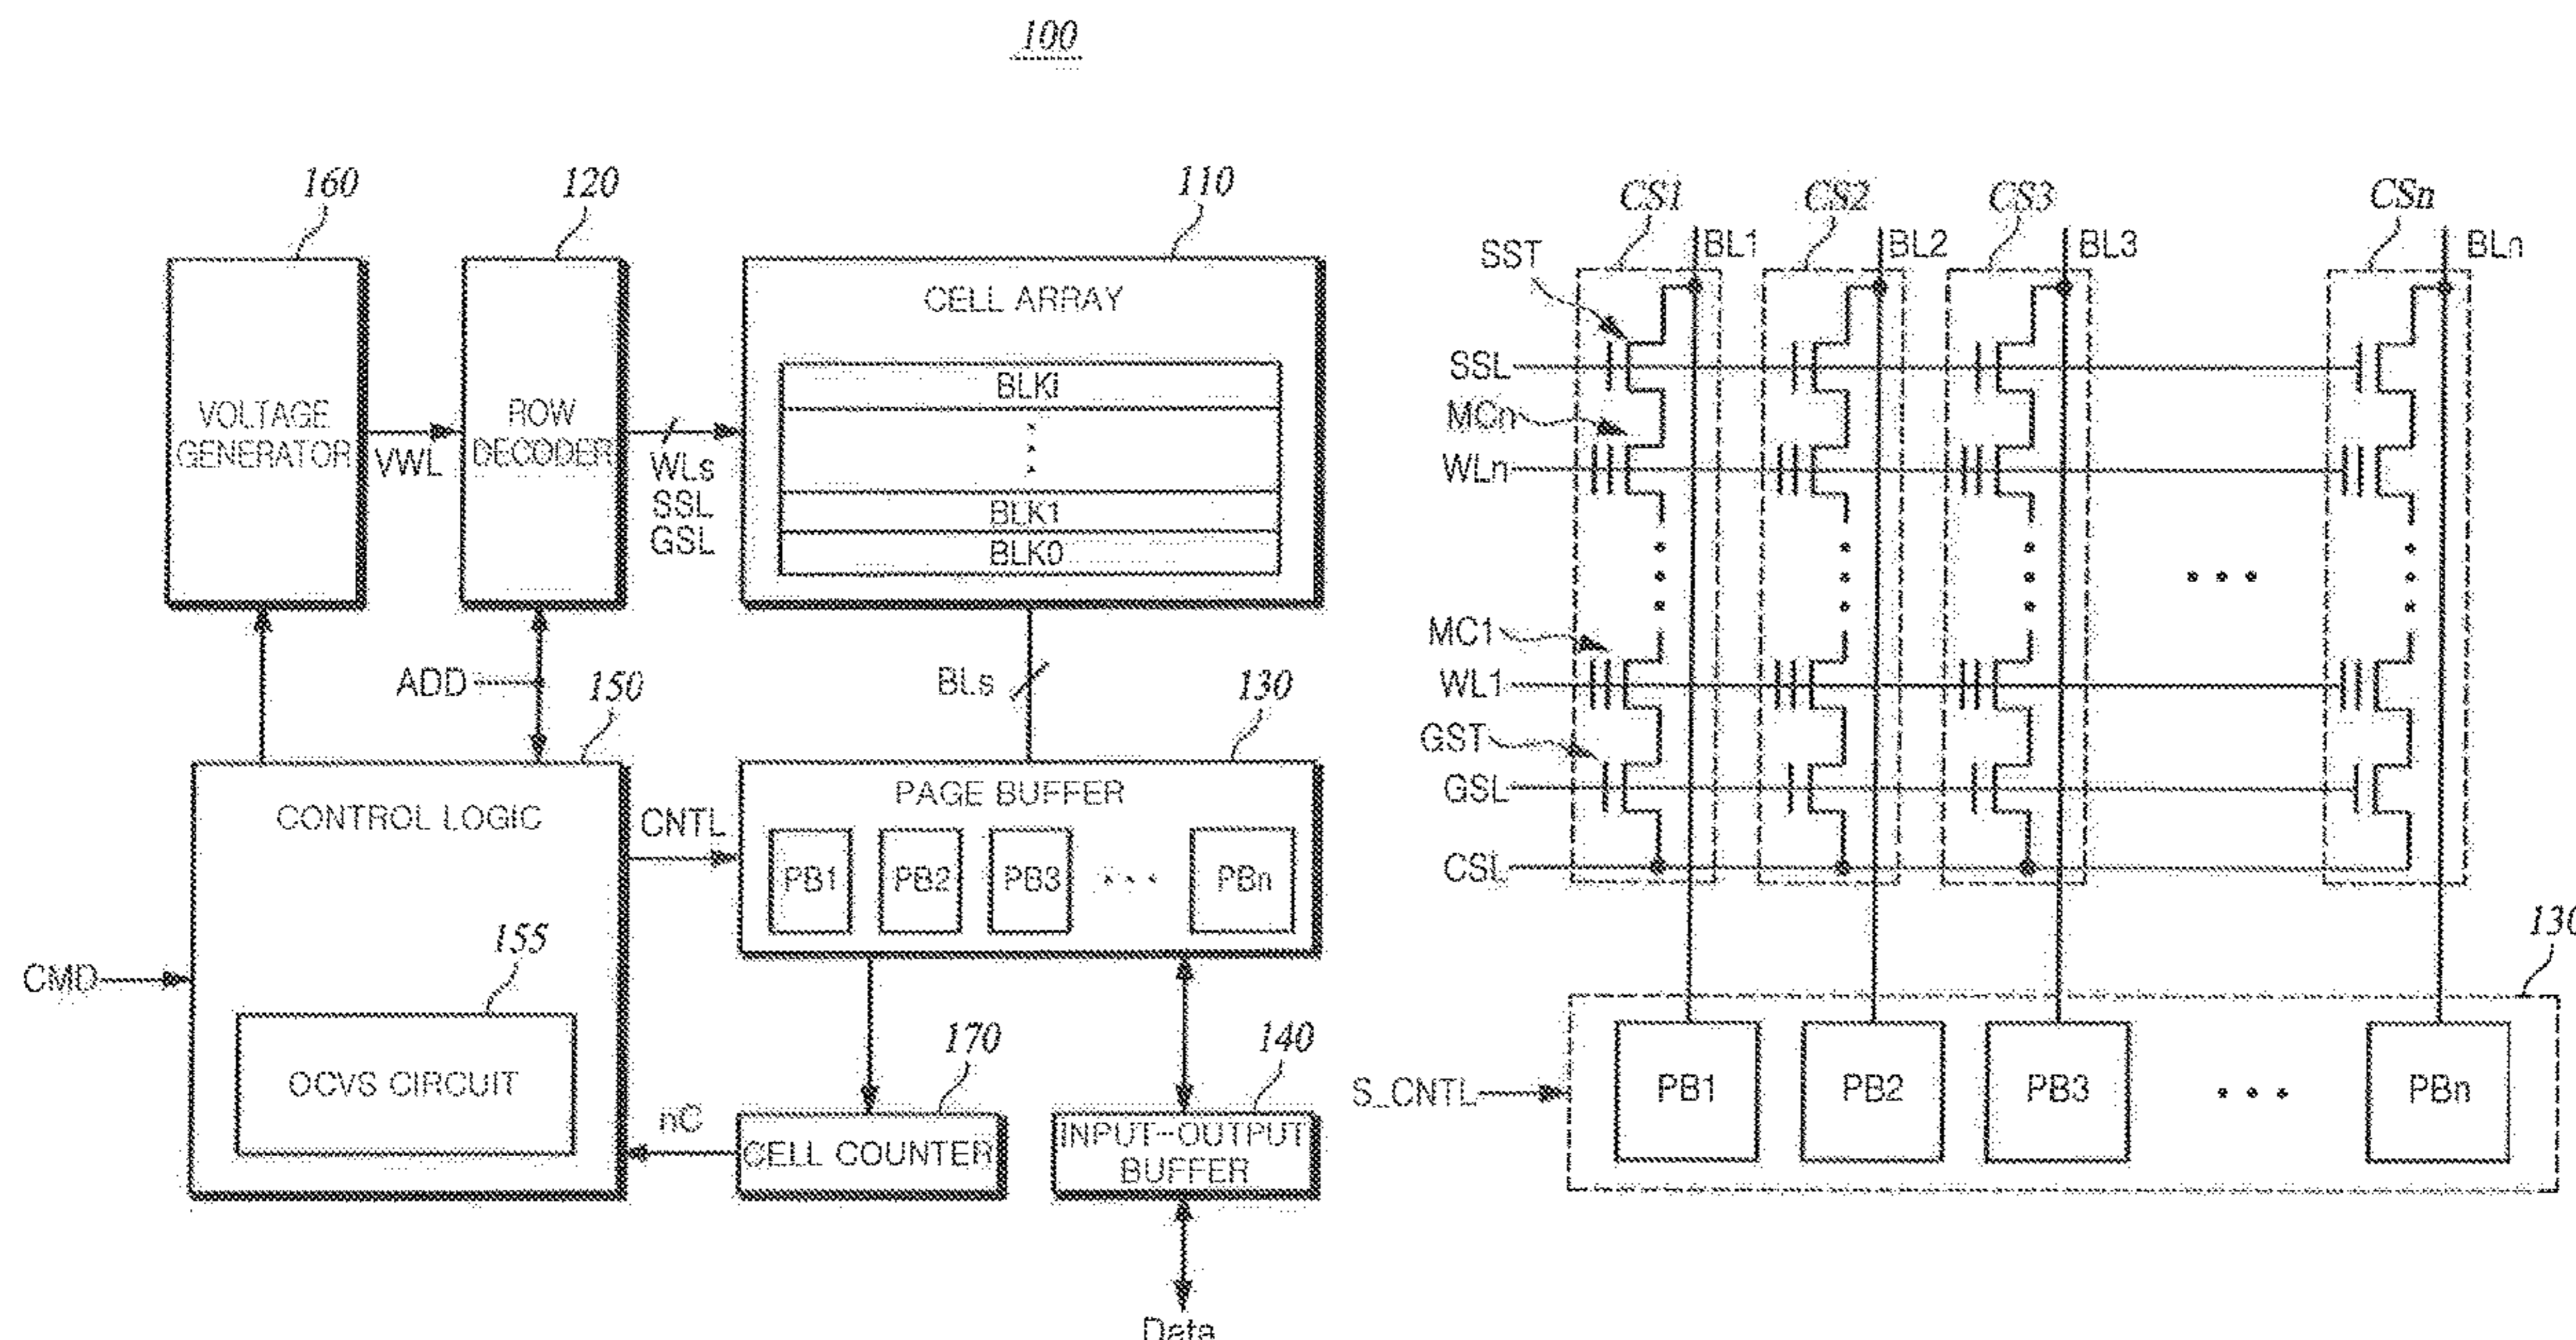 100
160
120
110
CELL ARRAY
BLKi
VOLTAGE
GENERATOR
VWL
ROW
DECODER
WLs
SSL
GSL
BLK1
BLK0
ADD
150
BLs
130
CONTROL LOGIC
CNTL
PAGE BUFFER
PB1
PB2
PB3
PBn
155
CMD
OCVS CIRCUIT
nC
170
CELL COUNTER
140
INPUT-OUTPUT
BUFFER
Data
CS1
CS2
CS3
CSn
BL1
BL2
BL3
BLn
SST
SSL
MCn
WLn
MC1
WL1
GST
GSL
CSL
130
S_CNTL
PB1
PB2
PB3
PBn